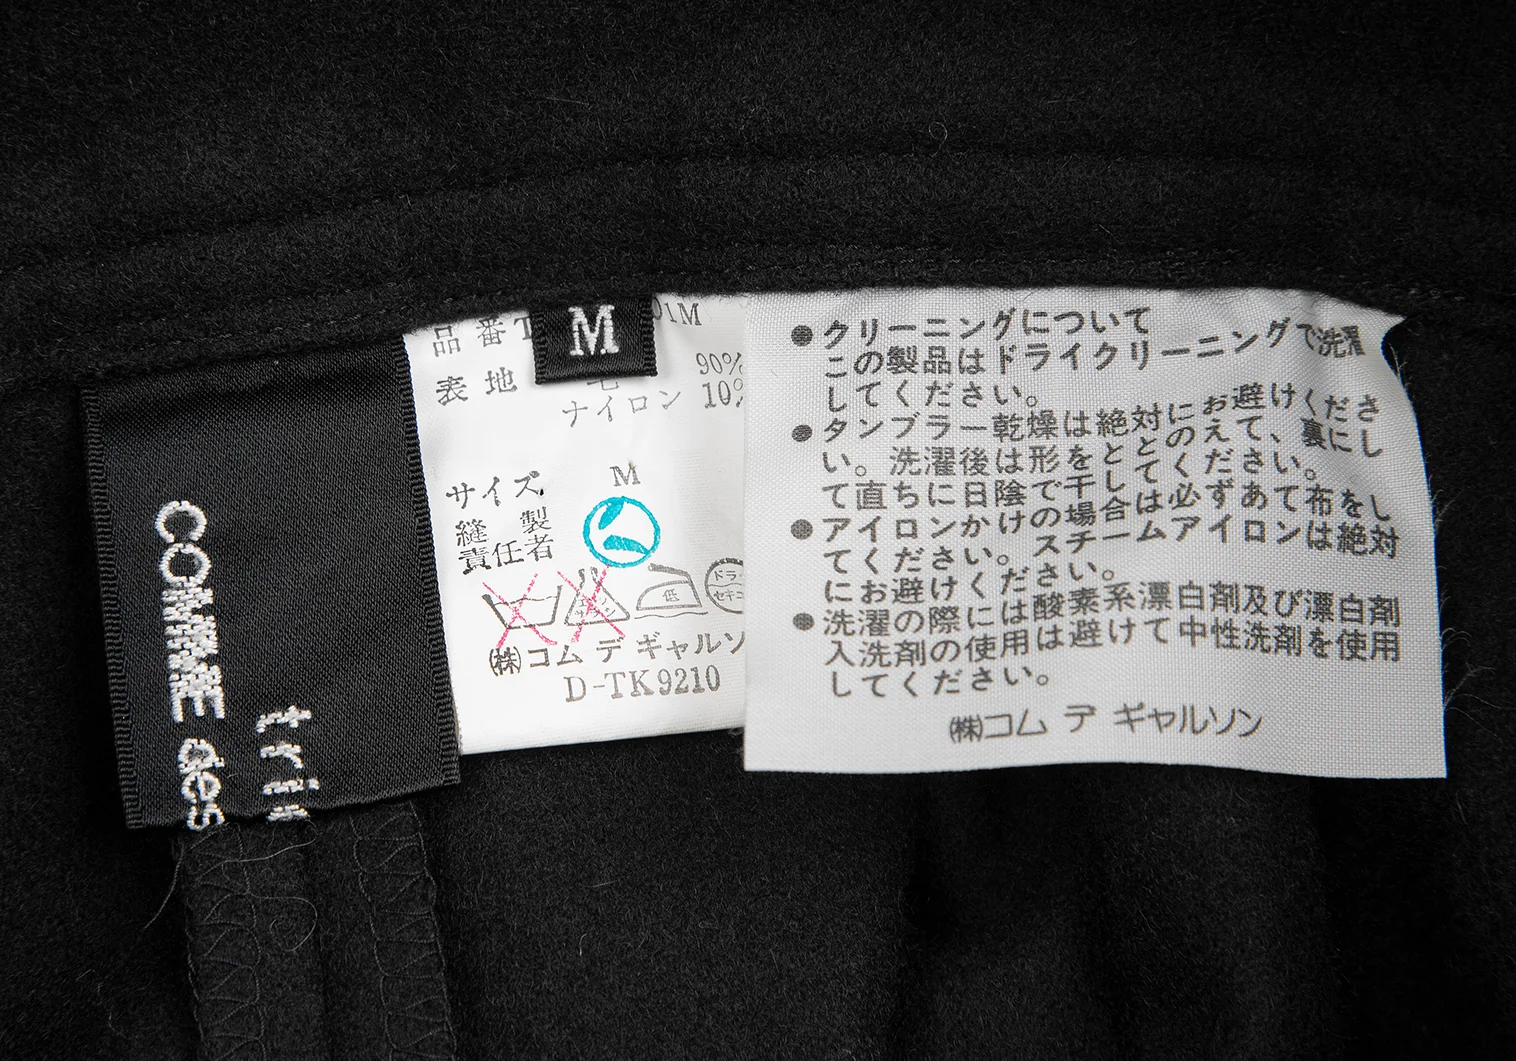 COMME des
M
品番
01M
表地 毛 90%
ナイロン 10%
サイズ M
縫製
責任者
低
ドラ
セキユ
㈱コム デ ギャルソ
D-TK9210
●クリーニングについて
この製品はドライクリーニングで洗濯
してください。
●タンブラー乾燥は絶対にお避けくださ
い。洗濯後は形をととのえて、裏にし
て直ちに日陰で干してください。
●アイロンかけの場合は必ずあて布をし
てください。スチームアイロンは絶対
にお避けください。
●洗濯の際には酸素系漂白剤及び漂白剤
入洗剤の使用は避けて中性洗剤を使用
してください。
㈱コム デ ギャルソン